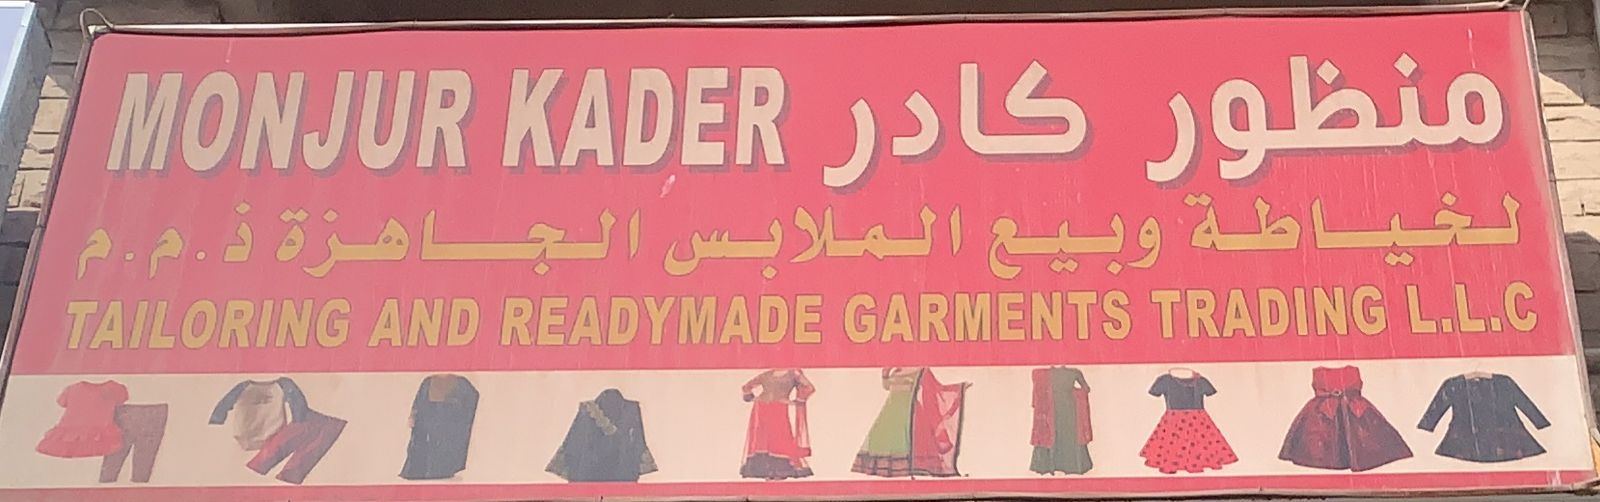 MONJUR KADER منظور كادر
لخياطة وبيع الملابس الجاهزة ذ.م.م
TAILORING AND READYMADE GARMENTS TRADING L.L.C